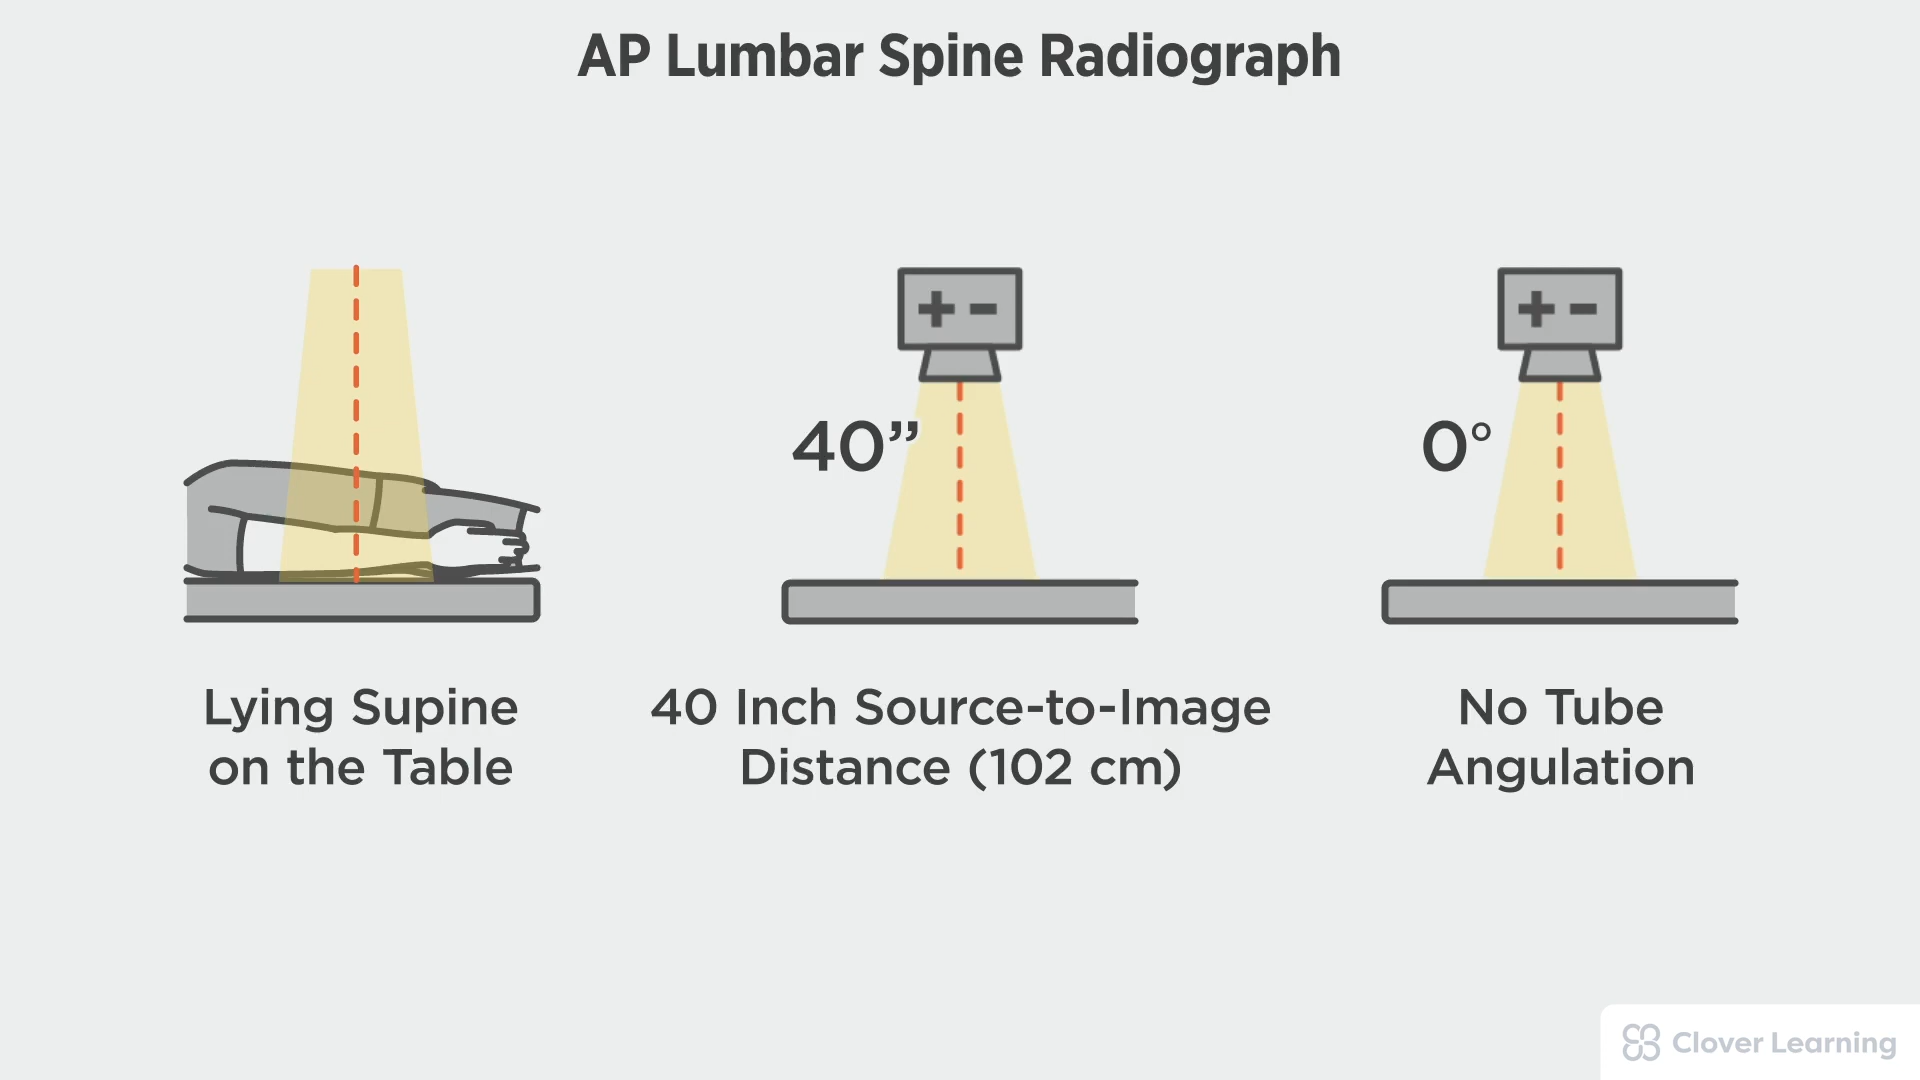 AP Lumbar Spine Radiograph
40”
0°
Lying Supine
on the Table
40 Inch Source-to-Image
Distance (102 cm)
No Tube
Angulation
Clover Learning